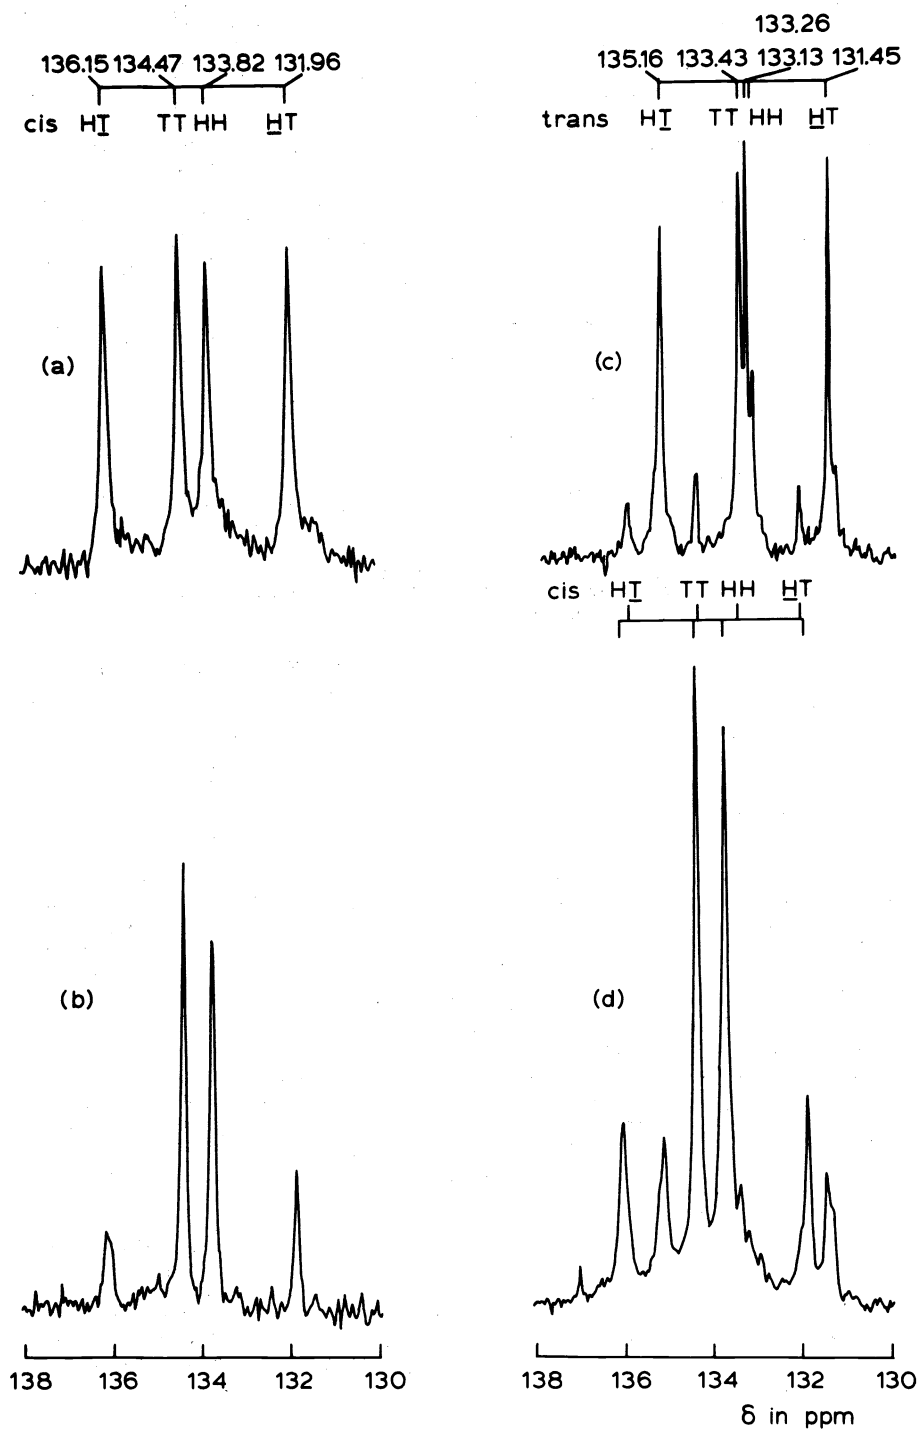 133.26
136.15 134.47 133.82 131.96
135.16 133.43 133.13 131.45
cis HT TT HH HT
trans HT TT HH HT
(a)
(c)
cis HT TT HH HT
(b)
(d)
138 136 134 132 130
138 136 134 132 130
δ in ppm